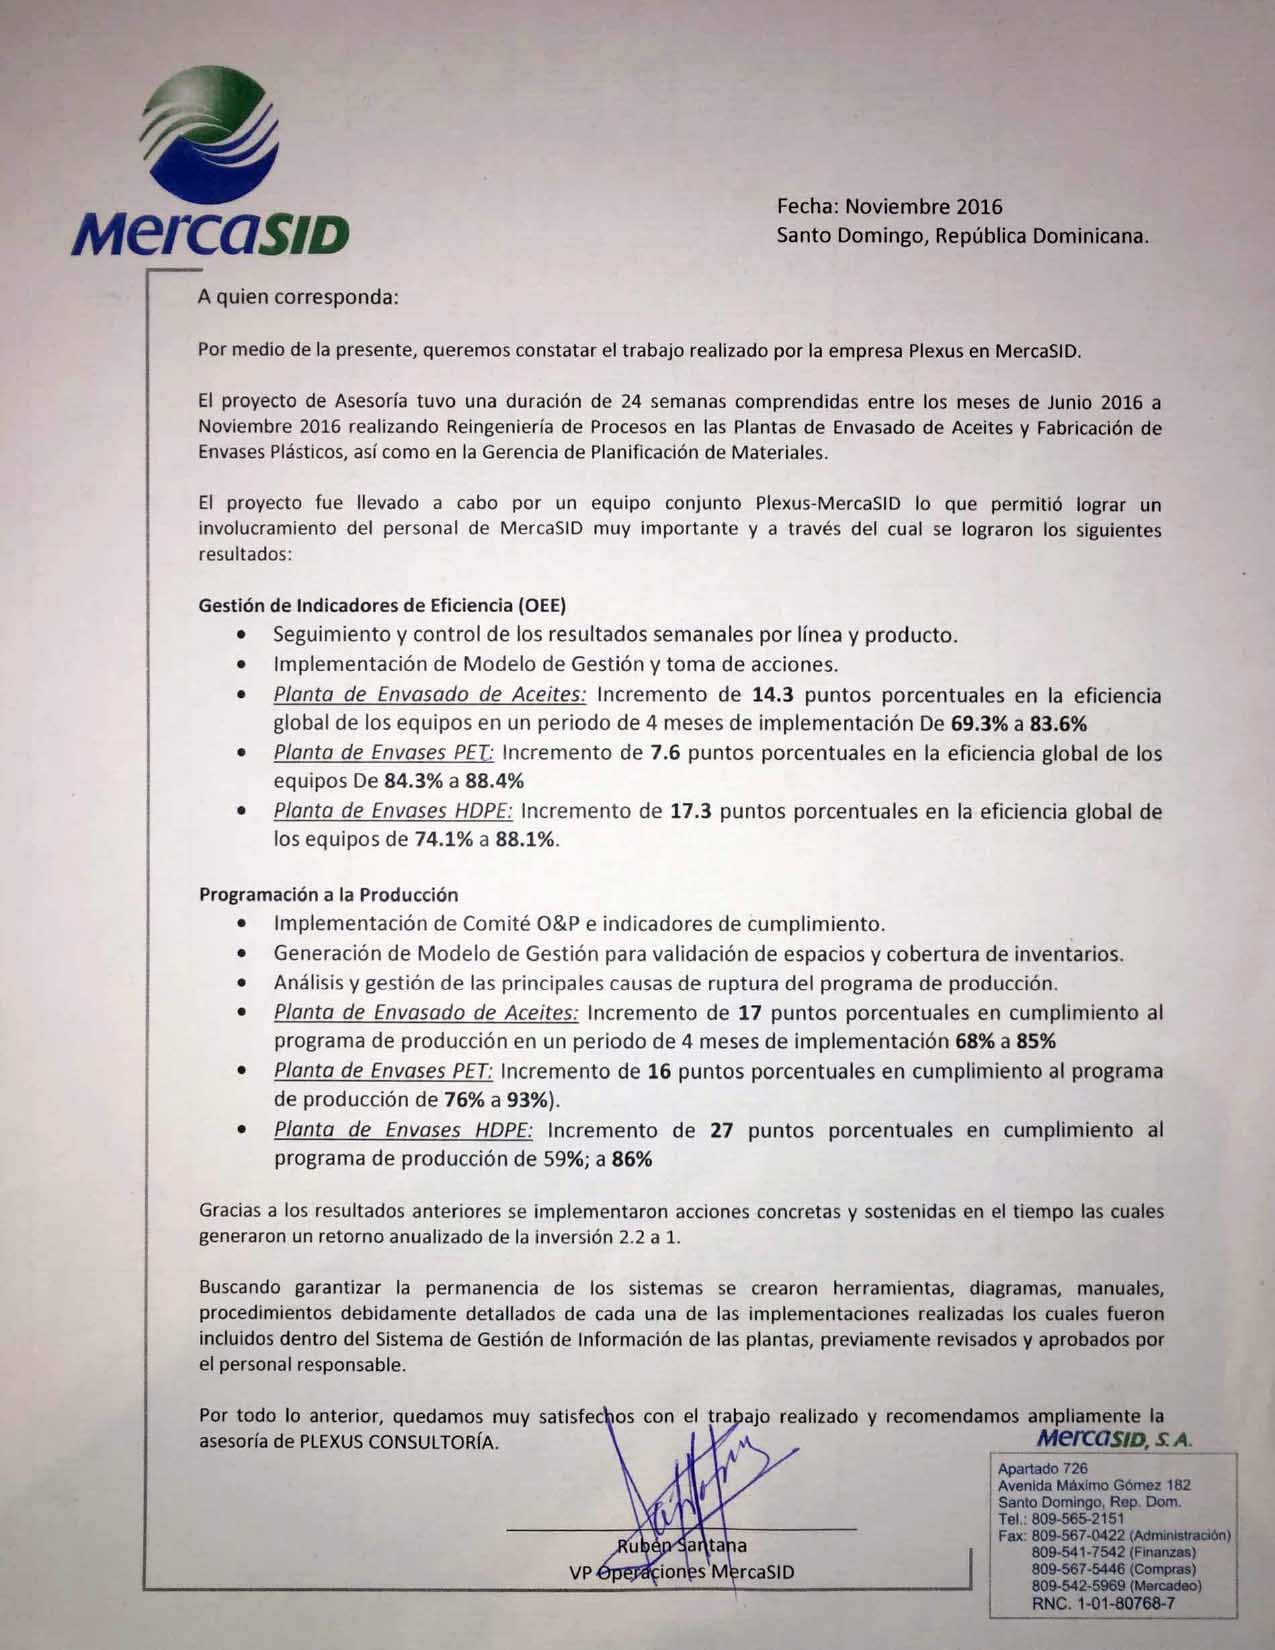 MercaSID
Fecha: Noviembre 2016
Santo Domingo, República Dominicana.
A quien corresponda:
Por medio de la presente, queremos constatar el trabajo realizado por la empresa Plexus en MercaSID.
El proyecto de Asesoría tuvo una duración de 24 semanas comprendidas entre los meses de Junio 2016 a
Noviembre 2016 realizando Reingeniería de Procesos en las Plantas de Envasado de Aceites y Fabricación de
Envases Plásticos, así como en la Gerencia de Planificación de Materiales.
El proyecto fue llevado a cabo por un equipo conjunto Plexus-MercaSID lo que permitió lograr un
involucramiento del personal de MercaSID muy importante y a través del cual se lograron los siguientes
resultados:
Gestión de Indicadores de Eficiencia (OEE)
• Seguimiento y control de los resultados semanales por línea y producto.
• Implementación de Modelo de Gestión y toma de acciones.
• Planta de Envasado de Aceites: Incremento de 14.3 puntos porcentuales en la eficiencia
global de los equipos en un periodo de 4 meses de implementación De 69.3% a 83.6%
• Planta de Envases PET: Incremento de 7.6 puntos porcentuales en la eficiencia global de los
equipos De 84.3% a 88.4%
• Planta de Envases HDPE: Incremento de 17.3 puntos porcentuales en la eficiencia global de
los equipos de 74.1% a 88.1%.
Programación a la Producción
• Implementación de Comité O&P e indicadores de cumplimiento.
• Generación de Modelo de Gestión para validación de espacios y cobertura de inventarios.
• Análisis y gestión de las principales causas de ruptura del programa de producción.
• Planta de Envasado de Aceites: Incremento de 17 puntos porcentuales en cumplimiento al
programa de producción en un periodo de 4 meses de implementación 68% a 85%
• Planta de Envases PET: Incremento de 16 puntos porcentuales en cumplimiento al programa
de producción de 76% a 93%).
• Planta de Envases HDPE: Incremento de 27 puntos porcentuales en cumplimiento al
programa de producción de 59%; a 86%
Gracias a los resultados anteriores se implementaron acciones concretas y sostenidas en el tiempo las cuales
generaron un retorno anualizado de la inversión 2.2 a 1.
Buscando garantizar la permanencia de los sistemas se crearon herramientas, diagramas, manuales,
procedimientos debidamente detallados de cada una de las implementaciones realizadas los cuales fueron
incluidos dentro del Sistema de Gestión de Información de las plantas, previamente revisados y aprobados por
el personal responsable.
Por todo lo anterior, quedamos muy satisfechos con el trabajo realizado y recomendamos ampliamente la
asesoría de PLEXUS CONSULTORÍA.
Rubén Santana
VP Operaciones MercaSID
MercaSID, S.A.
Apartado 726
Avenida Máximo Gómez 182
Santo Domingo, Rep. Dom.
Tel.: 809-565-2151
Fax: 809-567-0422 (Administración)
809-541-7542 (Finanzas)
809-567-5446 (Compras)
809-542-5969 (Mercadeo)
RNC. 1-01-80768-7